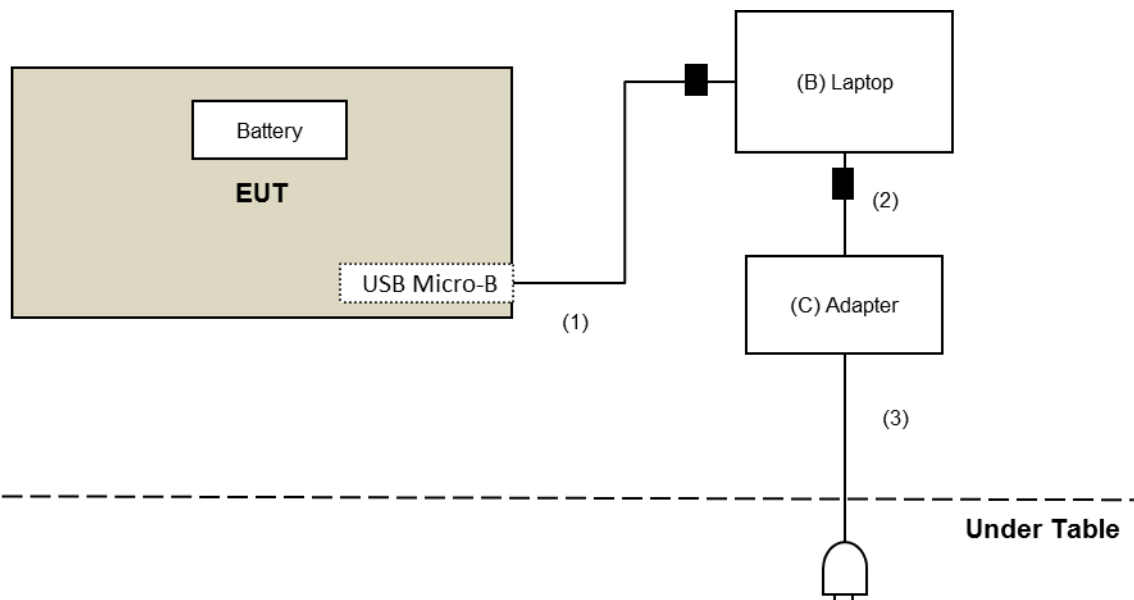 (B) Laptop
Battery
EUT
(2)
USB Micro-B
(C) Adapter
(1)
(3)
Under Table